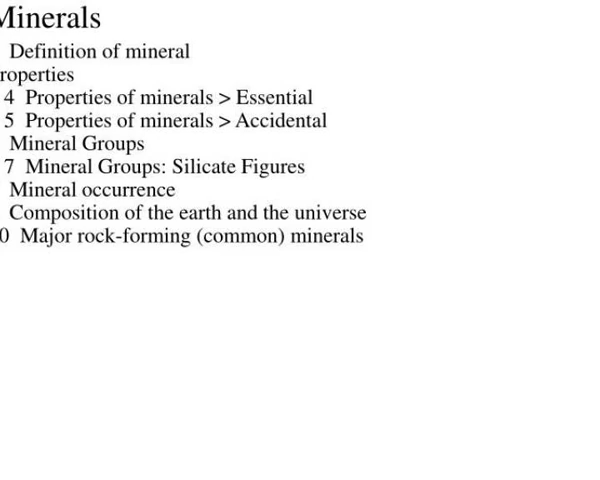 Minerals
Definition of mineral
roperties
4 Properties of minerals > Essential
5 Properties of minerals > Accidental
Mineral Groups
7 Mineral Groups: Silicate Figures
Mineral occurrence
Composition of the earth and the universe
0 Major rock-forming (common) minerals